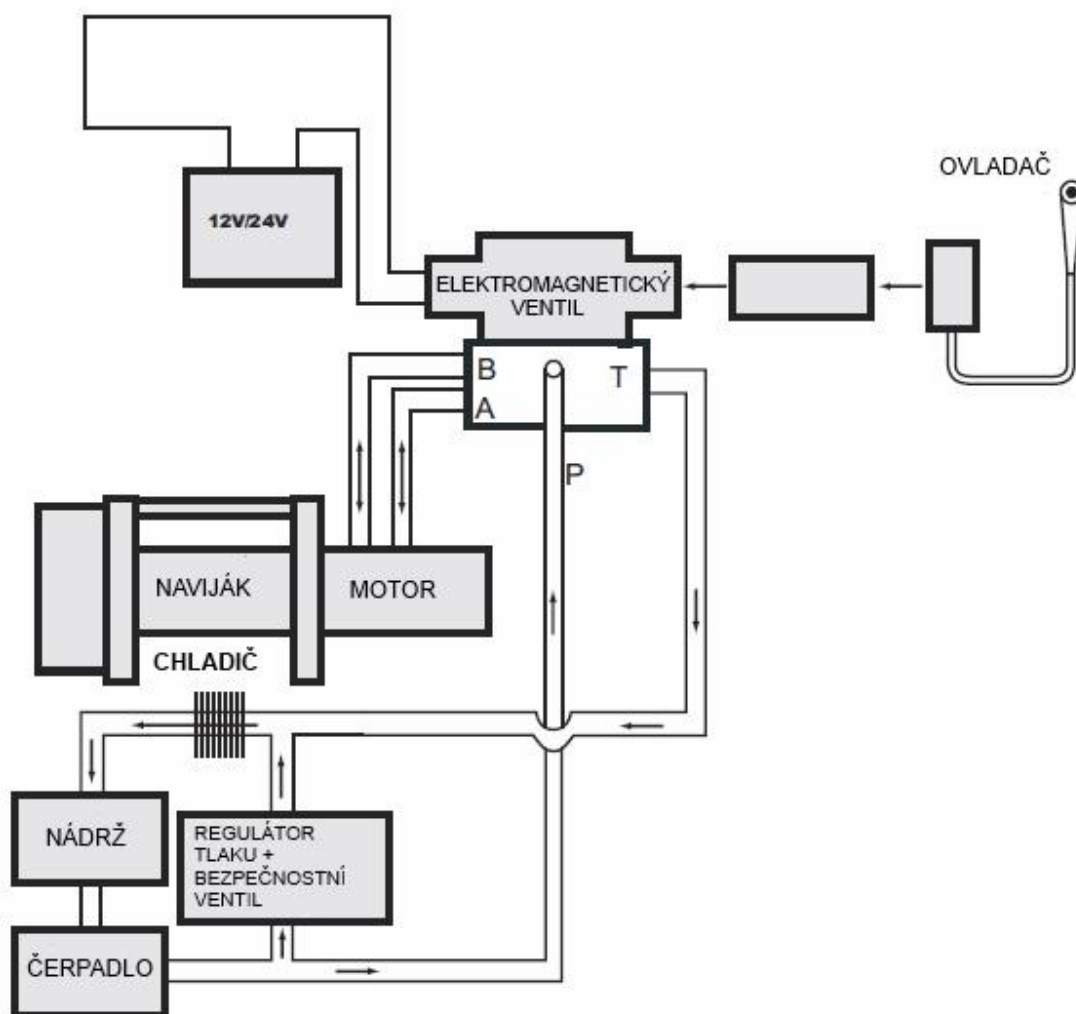 OVLADAČ
12V/24V
ELEKTROMAGNETICKÝ
VENTIL
B
T
A
P
NAVIJÁK
MOTOR
CHLADIČ
NÁDRŽ
REGULÁTOR
TLAKU +
BEZPEČNOSTNÍ
VENTIL
ČERPADLO